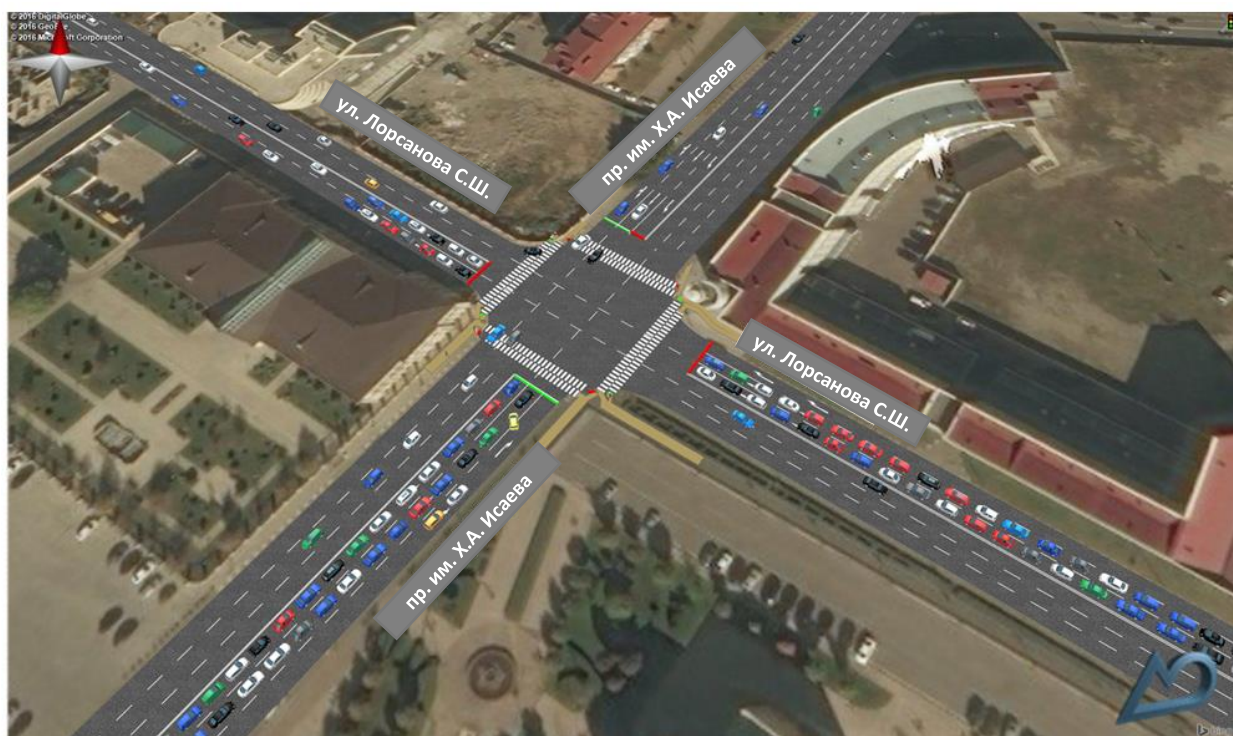 © 2016 DigitalGlobe
© 2016 GeoEye
© 2016 Microsoft Corporation
ул. Лорсанова С.Ш.
пр. им. Х.А. Исаева
ул. Лорсанова С.Ш.
пр. им. Х.А. Исаева